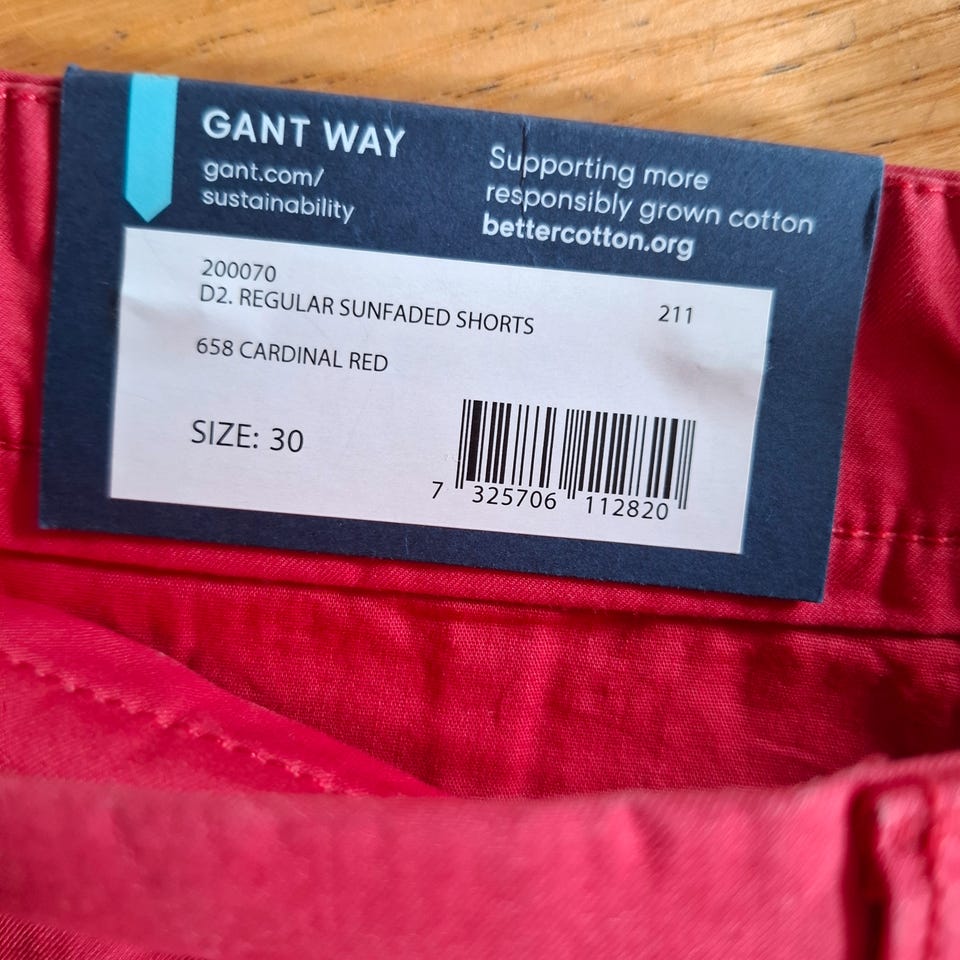 GANT WAY
gant.com/
sustainability
Supporting more
responsibly grown cotton
bettercotton.org
200070
D2. REGULAR SUNFADED SHORTS
211
658 CARDINAL RED
SIZE: 30
7 325706 112820